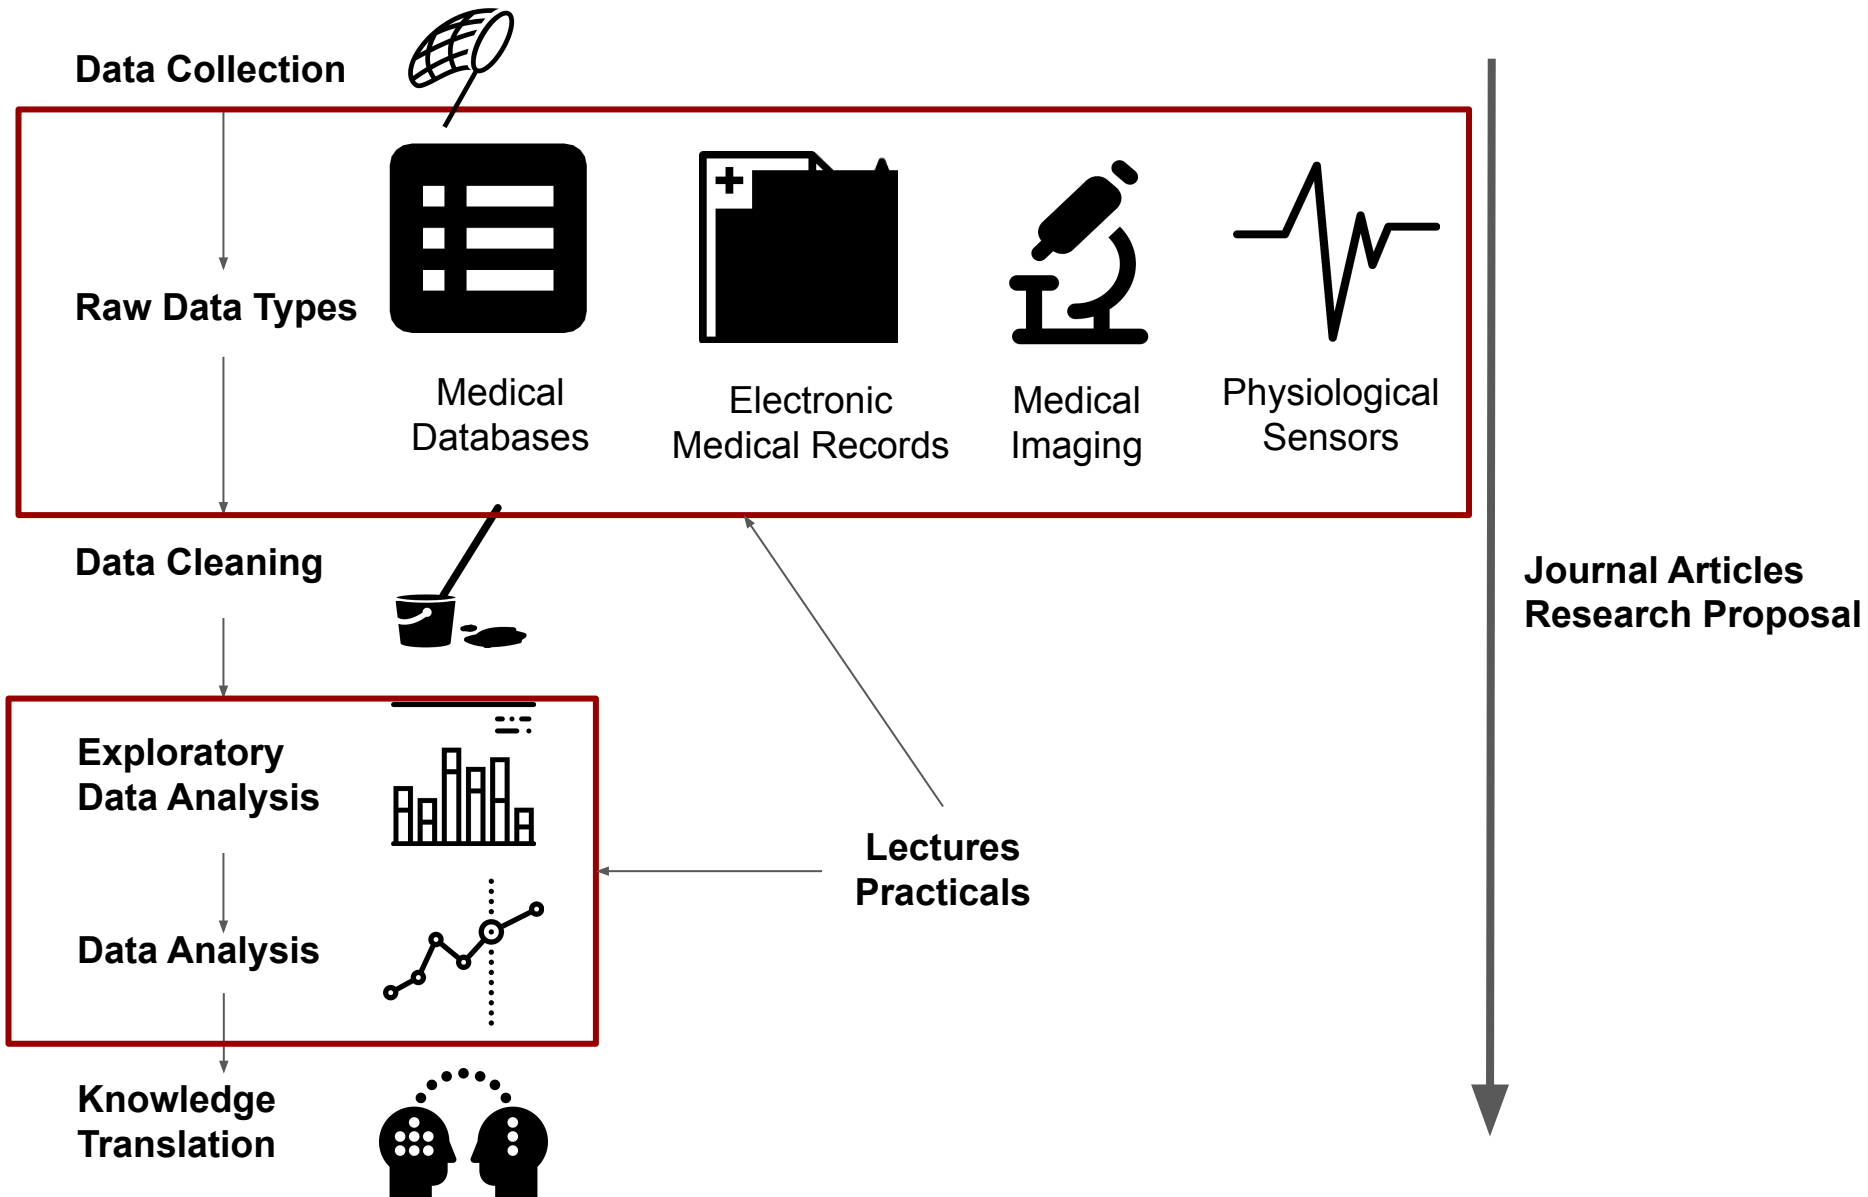 Data Collection
Raw Data Types
Medical
Databases
Electronic
Medical Records
Medical
Imaging
Physiological
Sensors
Data Cleaning
Journal Articles
Research Proposal
Exploratory
Data Analysis
Lectures
Practicals
Data Analysis
Knowledge
Translation